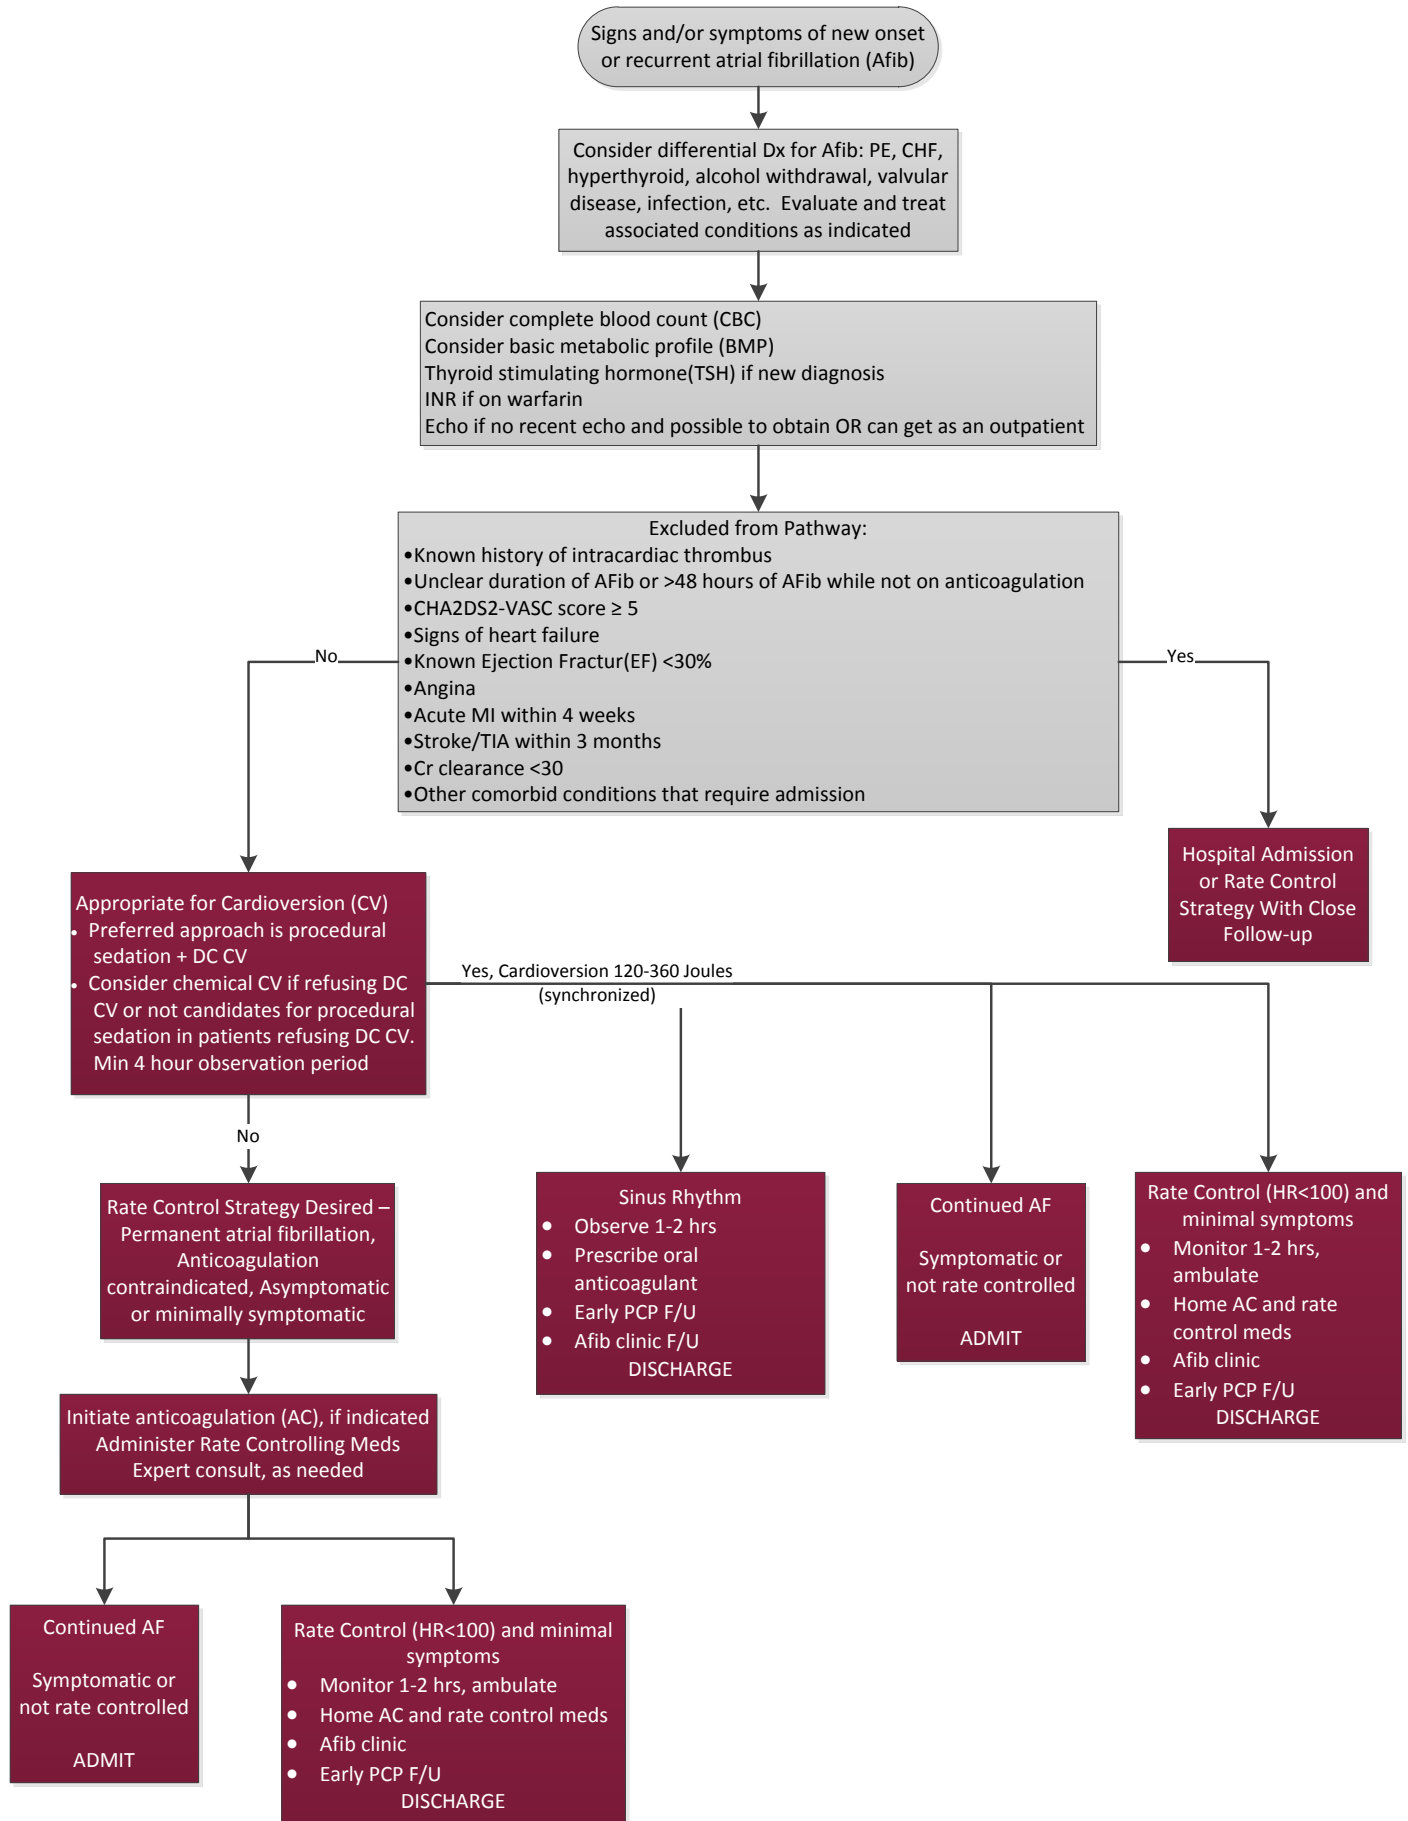 Signs and/or symptoms of new onset
or recurrent atrial fibrillation (Afib)
Consider differential Dx for Afib: PE, CHF,
hyperthyroid, alcohol withdrawal, valvular
disease, infection, etc.  Evaluate and treat
associated conditions as indicated
Consider complete blood count (CBC)
Consider basic metabolic profile (BMP)
Thyroid stimulating hormone(TSH) if new diagnosis
INR if on warfarin
Echo if no recent echo and possible to obtain OR can get as an outpatient
Excluded from Pathway:
•Known history of intracardiac thrombus
•Unclear duration of AFib or >48 hours of AFib while not on anticoagulation
•CHA2DS2-VASC score ≥ 5
•Signs of heart failure
•Known Ejection Fractur(EF) <30%
•Angina
•Acute MI within 4 weeks
•Stroke/TIA within 3 months
•Cr clearance <30
•Other comorbid conditions that require admission
No
Yes
Hospital Admission
or Rate Control
Strategy With Close
Follow-up
Appropriate for Cardioversion (CV)
• Preferred approach is procedural
sedation + DC CV
• Consider chemical CV if refusing DC
CV or not candidates for procedural
sedation in patients refusing DC CV.
Min 4 hour observation period
Yes, Cardioversion 120-360 Joules
(synchronized)
No
Rate Control Strategy Desired –
Permanent atrial fibrillation,
Anticoagulation
contraindicated, Asymptomatic
or minimally symptomatic
Sinus Rhythm
• Observe 1-2 hrs
• Prescribe oral
anticoagulant
• Early PCP F/U
• Afib clinic F/U
DISCHARGE
Continued AF
Symptomatic or
not rate controlled
ADMIT
Rate Control (HR<100) and
minimal symptoms
• Monitor 1-2 hrs,
ambulate
• Home AC and rate
control meds
• Afib clinic
• Early PCP F/U
DISCHARGE
Initiate anticoagulation (AC), if indicated
Administer Rate Controlling Meds
Expert consult, as needed
Continued AF
Symptomatic or
not rate controlled
ADMIT
Rate Control (HR<100) and minimal
symptoms
• Monitor 1-2 hrs, ambulate
• Home AC and rate control meds
• Afib clinic
• Early PCP F/U
DISCHARGE